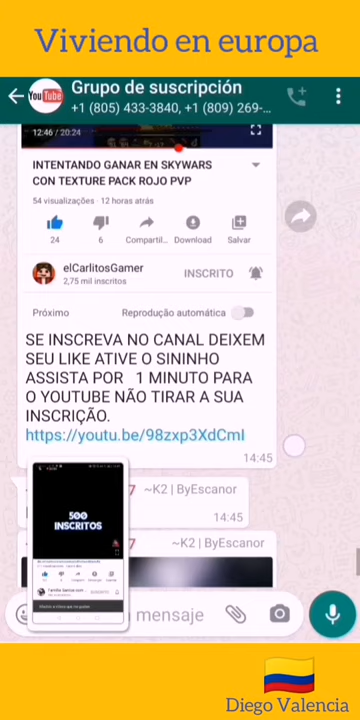 Viviendo en europa
YouTube
Grupo de suscripción
+1 (805) 433-3840, +1 (809) 269-...
12:46 / 20:24
INTENTANDO GANAR EN SKYWARS
CON TEXTURE PACK ROJO PVP
54 visualizações · 12 horas atrás
24
6
Compartil...
Download
Salvar
elCarlitosGamer
2,75 mil inscritos
INSCRITO
Próximo
Reprodução automática
SE INSCREVA NO CANAL DEIXEM
SEU LIKE ATIVE O SININHO
ASSISTA POR 1 MINUTO PARA
O YOUTUBE NÃO TIRAR A SUA
INSCRIÇÃO.
https://youtu.be/98zxp3XdCmI
14:45
7 ~K2 | ByEscanor
14:45
7 ~K2 | ByEscanor
500
INSCRITOS
mensaje
Diego Valencia